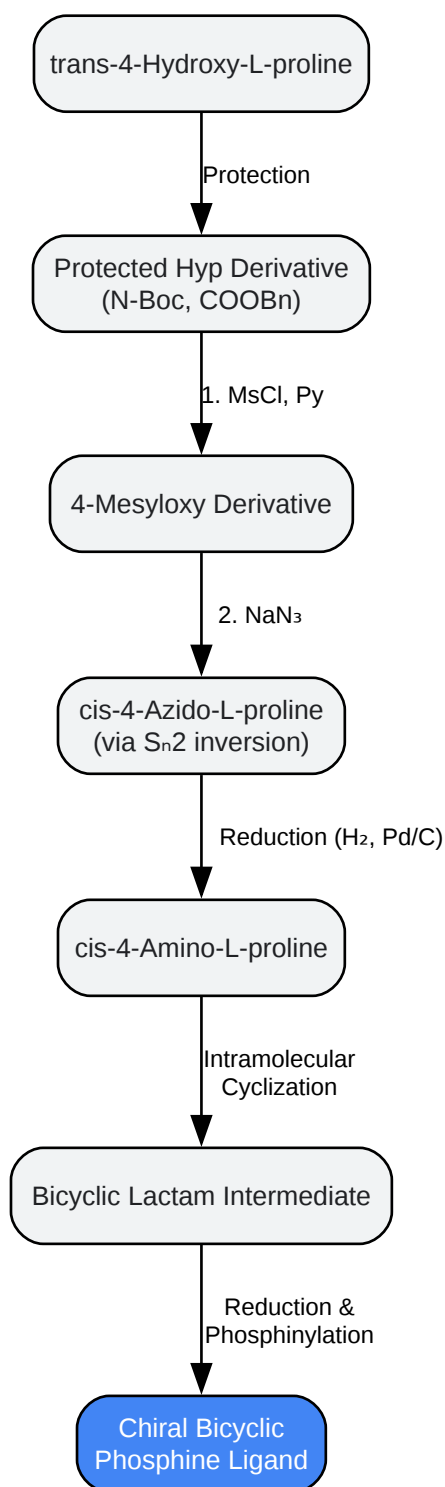 trans-4-Hydroxy-L-proline
Protection
Protected Hyp Derivative
(N-Boc, COOBn)
1. MsCl, Py
4-Mesyloxy Derivative
2. NaN₃
cis-4-Azido-L-proline
(via Sₙ2 inversion)
Reduction (H₂, Pd/C)
cis-4-Amino-L-proline
Intramolecular
Cyclization
Bicyclic Lactam Intermediate
Reduction &
Phosphinylation
Chiral Bicyclic
Phosphine Ligand